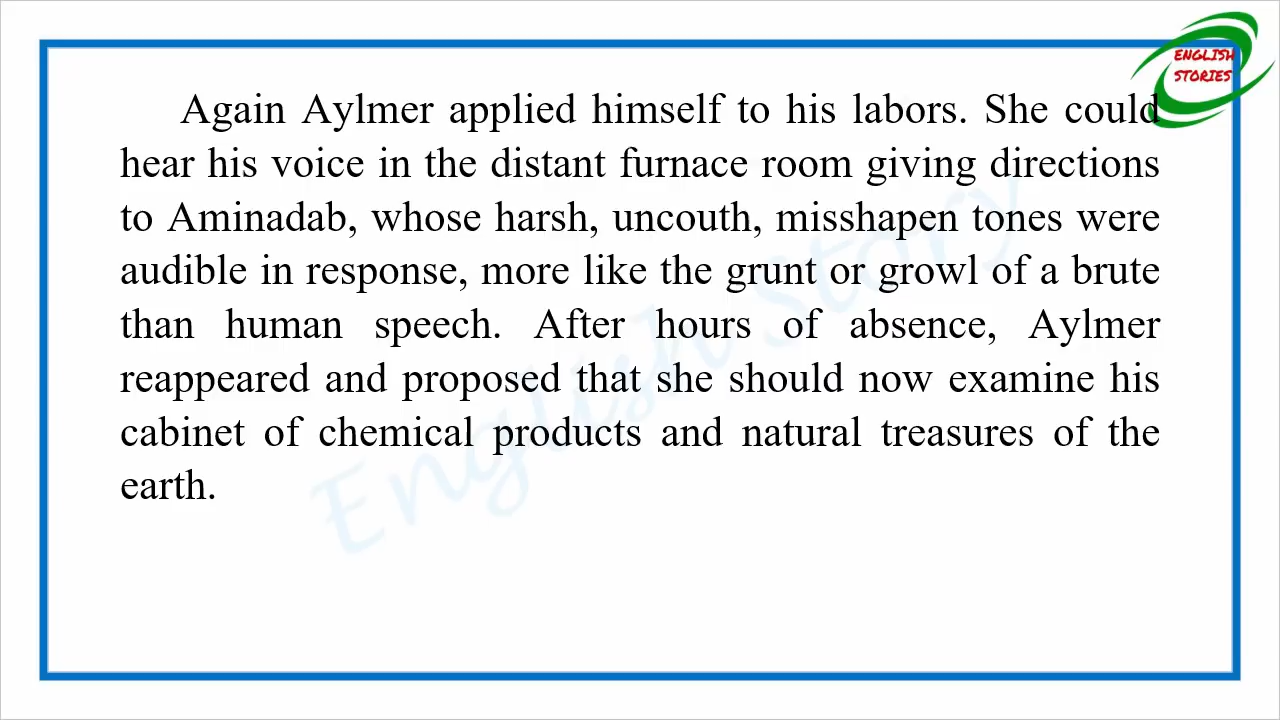 ENGLISH
STORIES
Again Aylmer applied himself to his labors. She could
hear his voice in the distant furnace room giving directions
to Aminadab, whose harsh, uncouth, misshapen tones were
audible in response, more like the grunt or growl of a brute
than human speech. After hours of absence, Aylmer
reappeared and proposed that she should now examine his
cabinet of chemical products and natural treasures of the
earth.
English Story